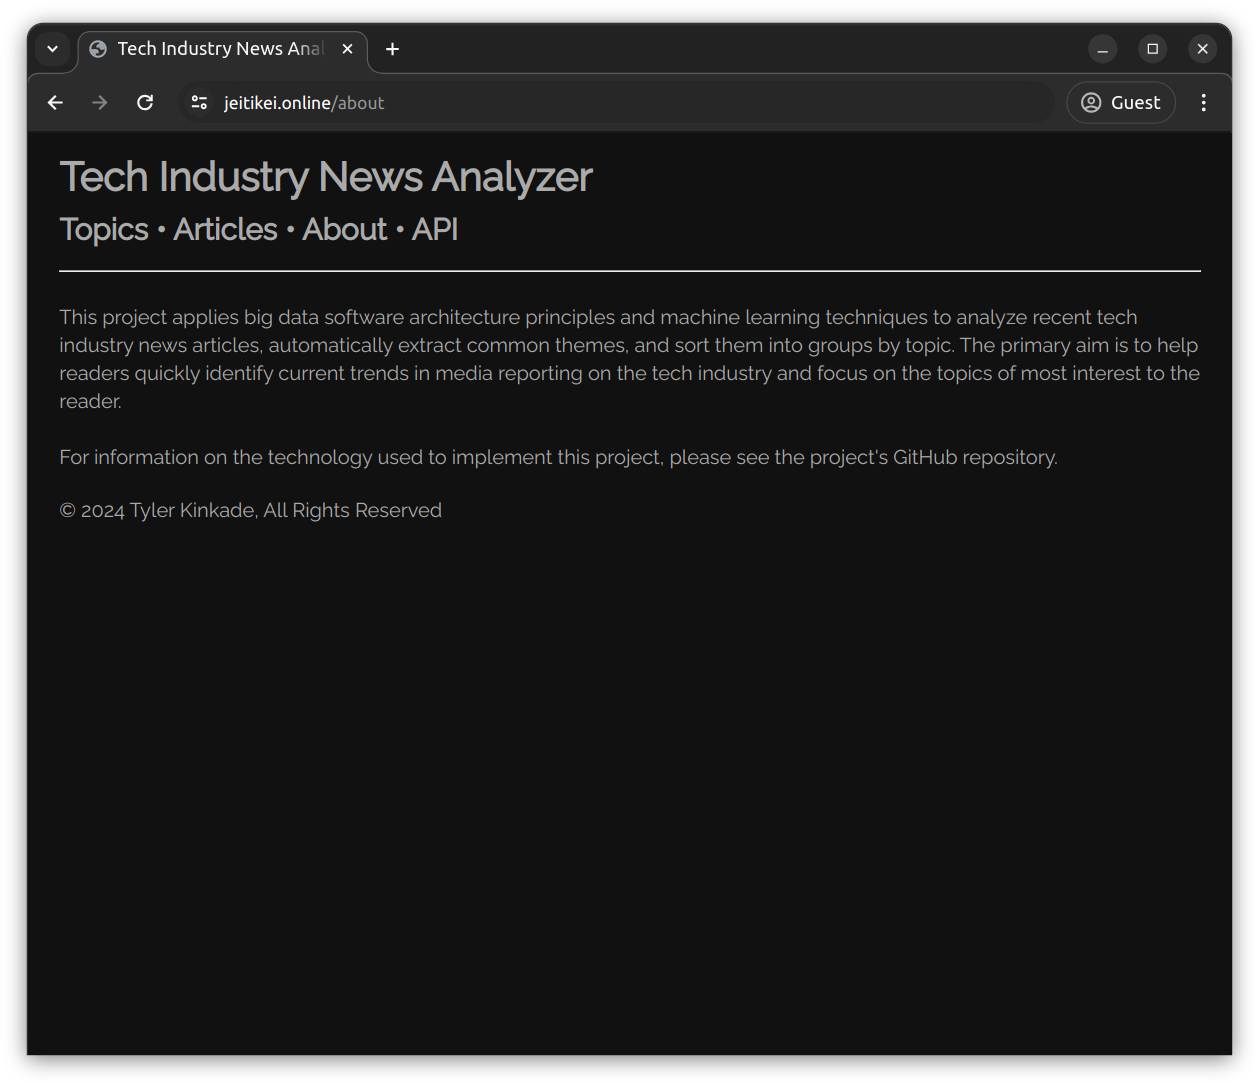 Tech Industry News Anal
jeitikei.online/about
Guest
Tech Industry News Analyzer
Topics • Articles • About • API
This project applies big data software architecture principles and machine learning techniques to analyze recent tech
industry news articles, automatically extract common themes, and sort them into groups by topic. The primary aim is to help
readers quickly identify current trends in media reporting on the tech industry and focus on the topics of most interest to the
reader.
For information on the technology used to implement this project, please see the project's GitHub repository.
© 2024 Tyler Kinkade, All Rights Reserved